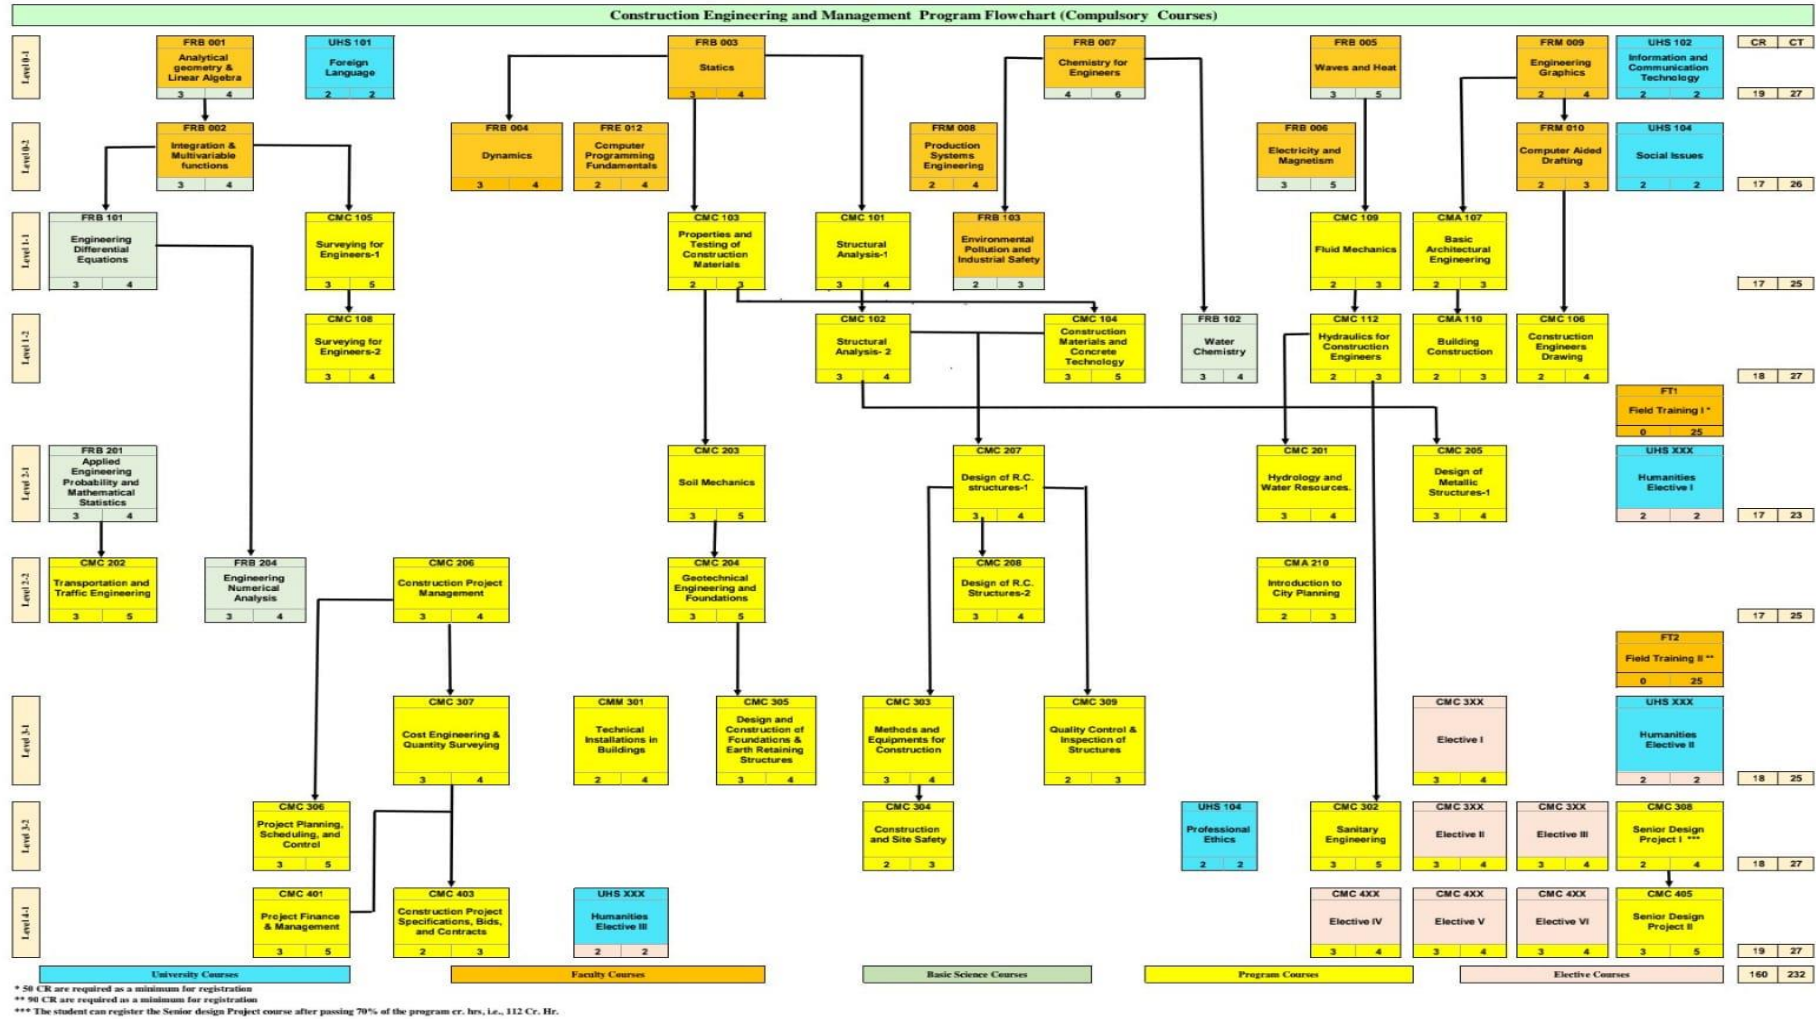 Construction Engineering and Management Program Flowchart (Compulsory Courses)
Level 0-1
FRB 001
Analytical
geometry &
Linear Algebra
3 4
UHS 101
Foreign
Language
2 2
FRB 003
Statics
3 4
FRB 007
Chemistry for
Engineers
4 6
FRB 005
Waves and Heat
3 5
FRM 009
Engineering
Graphics
2 4
UHS 102
Information and
Communication
Technology
2 2
CR CT
19 27
Level 0-2
FRB 002
Integration &
Multivariable
functions
3 4
FRB 004
Dynamics
3 4
FRE 012
Computer
Programming
Fundamentals
2 4
FRM 008
Production
Systems
Engineering
2 4
FRB 006
Electricity and
Magnetism
3 5
FRM 010
Computer Aided
Drafting
2 3
UHS 104
Social Issues
2 2
17 26
Level 1-1
FRB 101
Engineering
Differential
Equations
3 4
CMC 105
Surveying for
Engineers-1
3 5
CMC 103
Properties and
Testing of
Construction
Materials
2 3
CMC 101
Structural
Analysis-1
3 4
FRB 103
Environmental
Pollution and
Industrial Safety
2 3
CMC 109
Fluid Mechanics
2 3
CMA 107
Basic
Architectural
Engineering
2 3
17 25
Level 1-2
CMC 108
Surveying for
Engineers-2
3 4
CMC 102
Structural
Analysis- 2
3 4
CMC 104
Construction
Materials and
Concrete
Technology
3 5
FRB 102
Water
Chemistry
3 4
CMC 112
Hydraulics for
Construction
Engineers
2 3
CMA 110
Building
Construction
2 3
CMC 106
Construction
Engineers
Drawing
2 4
18 27
FT1
Field Training I *
0 25
Level 2-1
FRB 201
Applied
Engineering
Probability and
Mathematical
Statistics
3 4
CMC 203
Soil Mechanics
3 5
CMC 207
Design of R.C.
structures-1
3 4
CMC 201
Hydrology and
Water Resources.
3 4
CMC 205
Design of
Metallic
Structures-1
3 4
UHS XXX
Humanities
Elective I
2 2
17 23
Level 2-2
CMC 202
Transportation and
Traffic Engineering
3 5
FRB 204
Engineering
Numerical
Analysis
3 4
CMC 206
Construction Project
Management
3 4
CMC 204
Geotechnical
Engineering and
Foundations
3 5
CMC 208
Design of R.C.
Structures-2
3 4
CMA 210
Introduction to
City Planning
2 3
17 25
FT2
Field Training II **
0 25
Level 3-1
CMC 307
Cost Engineering &
Quantity Surveying
3 4
CMM 301
Technical
Installations in
Buildings
2 4
CMC 305
Design and
Construction of
Foundations &
Earth Retaining
Structures
3 4
CMC 303
Methods and
Equipments for
Construction
3 4
CMC 309
Quality Control &
Inspection of
Structures
2 3
CMC 3XX
Elective I
3 4
UHS XXX
Humanities
Elective II
2 2
18 25
Level 3-2
CMC 306
Project Planning,
Scheduling, and
Control
3 5
CMC 304
Construction
and Site Safety
2 3
UHS 104
Professional
Ethics
2 2
CMC 302
Sanitary
Engineering
3 5
CMC 3XX
Elective II
3 4
CMC 3XX
Elective III
3 4
CMC 308
Senior Design
Project I ***
2 4
18 27
Level 4-1
CMC 401
Project Finance
& Management
3 5
CMC 403
Construction Project
Specifications, Bids,
and Contracts
2 3
UHS XXX
Humanities
Elective III
2 2
CMC 4XX
Elective IV
3 4
CMC 4XX
Elective V
3 4
CMC 4XX
Elective VI
3 4
CMC 405
Senior Design
Project II
3 5
19 27
University Courses
Faculty Courses
Basic Science Courses
Program Courses
Elective Courses
160 232
* 50 CR are required as a minimum for registration
** 90 CR are required as a minimum for registration
*** The student can register the Senior design Project course after passing 70% of the program cr. hrs, i.e., 112 Cr. Hr.